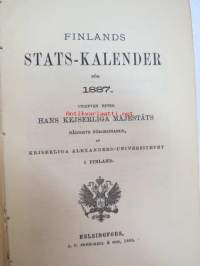 FINLANDS
STATS-KALENDER
FÖR
1887.
UTGIFVEN EFTER
HANS KEJSERLIGA MAJESTÄTS
NÅDIGSTE FÖRORDNANDE,
AF
KEJSERLIGA ALEXANDERS-UNIVERSITETET
I FINLAND.
HELSINGFORS,